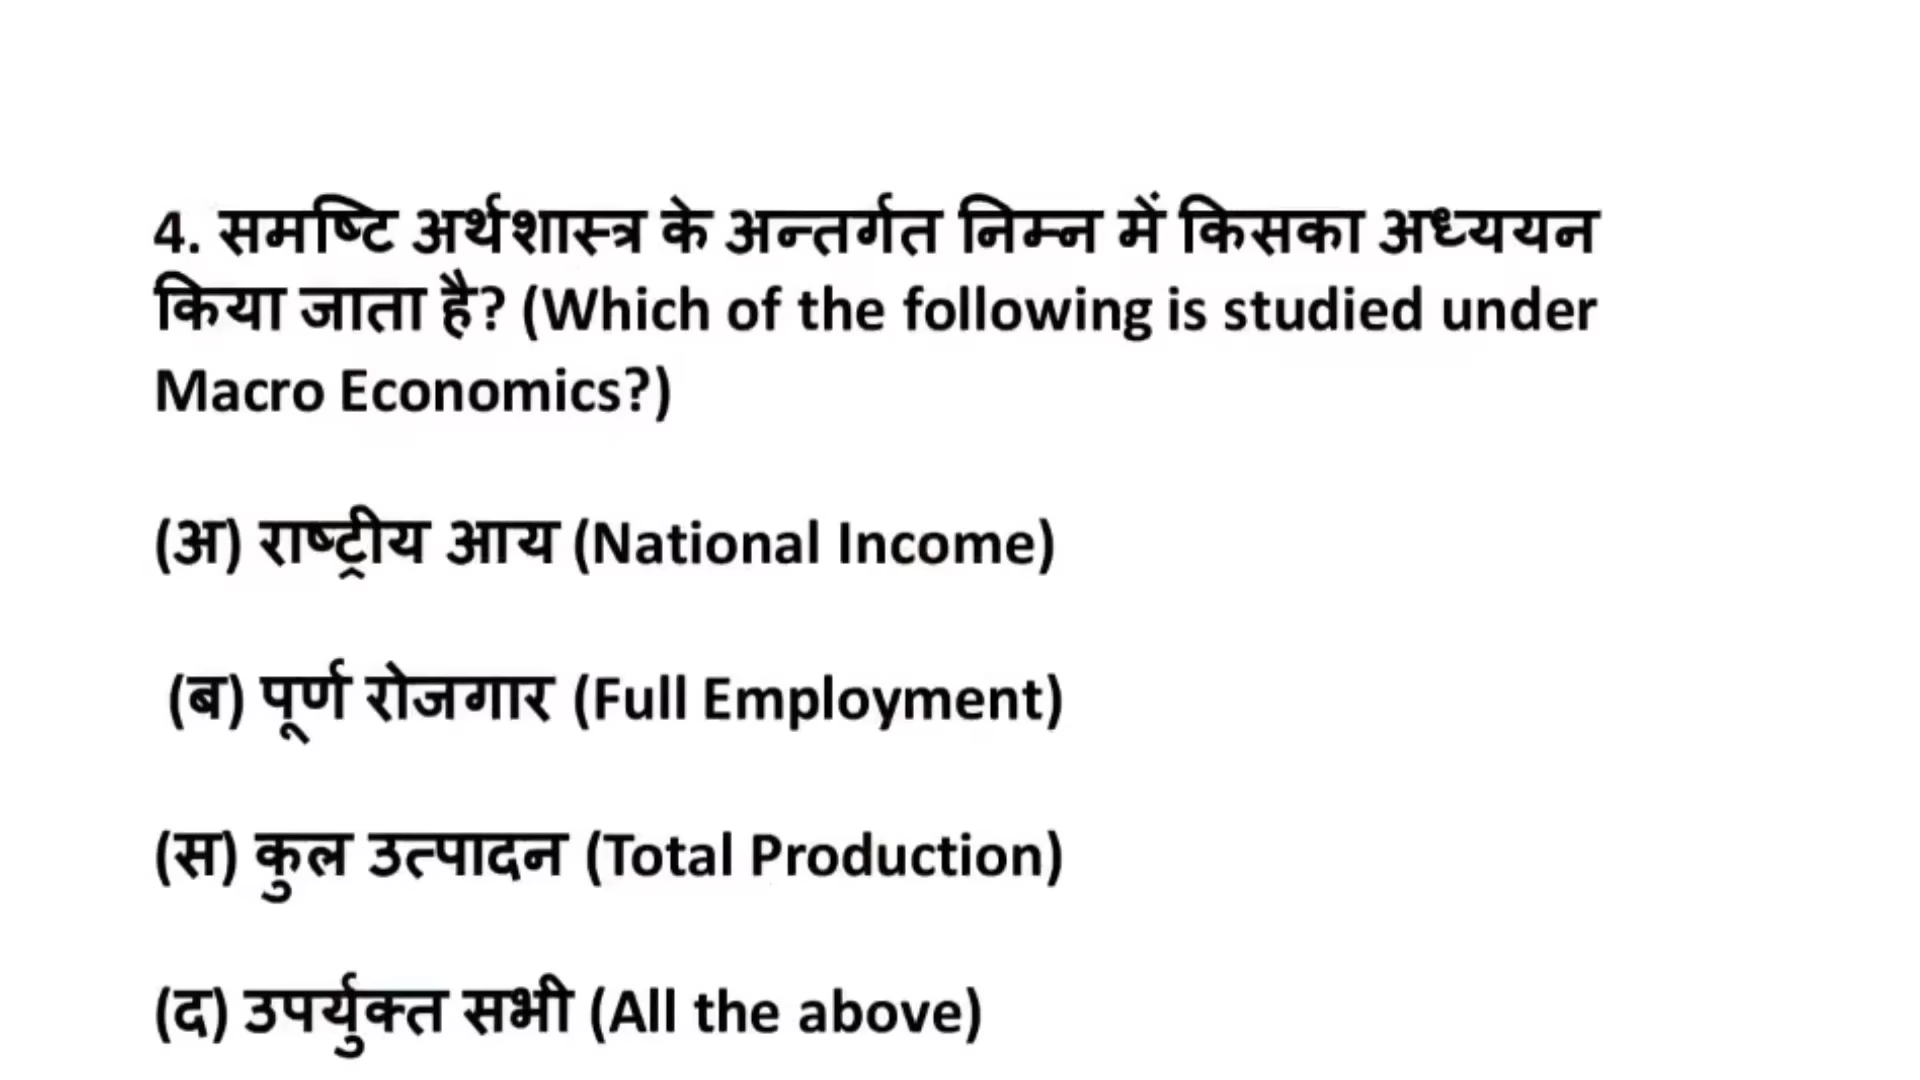 4. समष्टि अर्थशास्त्र के अन्तर्गत निम्न में किसका अध्ययन
किया जाता है? (Which of the following is studied under
Macro Economics?)
(अ) राष्ट्रीय आय (National Income)
(ब) पूर्ण रोजगार (Full Employment)
(स) कुल उत्पादन (Total Production)
(द) उपर्युक्त सभी (All the above)